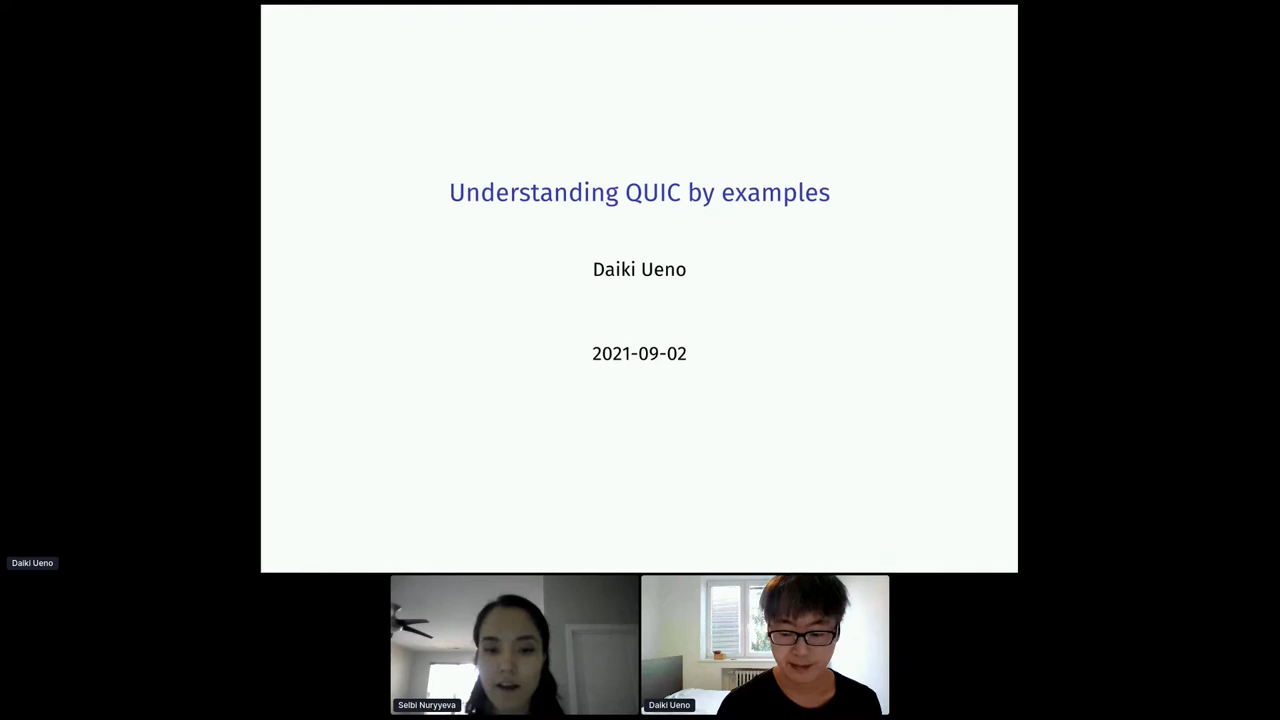 Understanding QUIC by examples
Daiki Ueno
2021-09-02
Daiki Ueno
Selbi Nuryyeva
Daiki Ueno